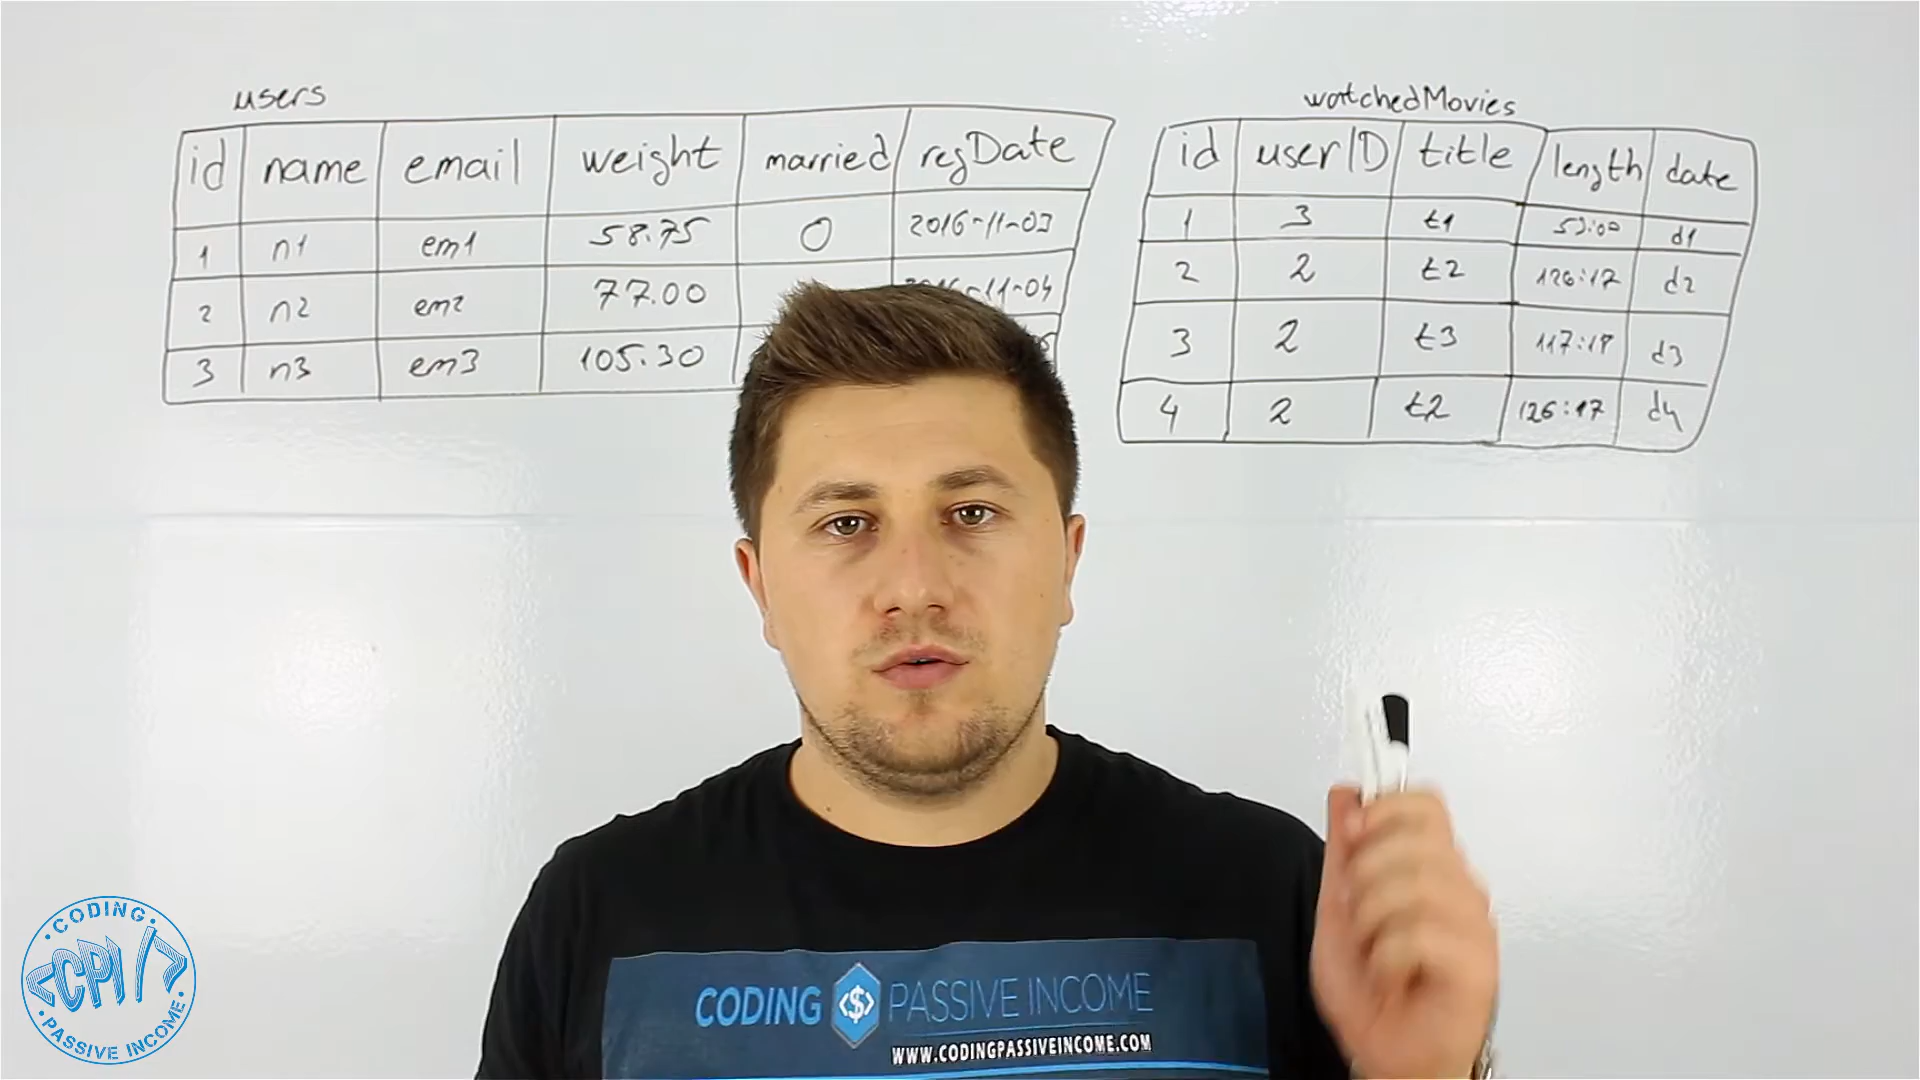 users
id name email weight married regDate
1 n1 em1 58.75 0 2016-11-03
2 n2 em2 77.00 -11-04
3 n3 em3 105.30
watchedMovies
id userID title length date
1 3 t1 d1
2 2 t2 126:17 d2
3 2 t3 117:18 d3
4 2 t2 126:17 d4
CODING <$> PASSIVE INCOME
WWW.CODINGPASSIVEINCOME.COM
• CODING •
<CPI/>
• PASSIVE INCOME •